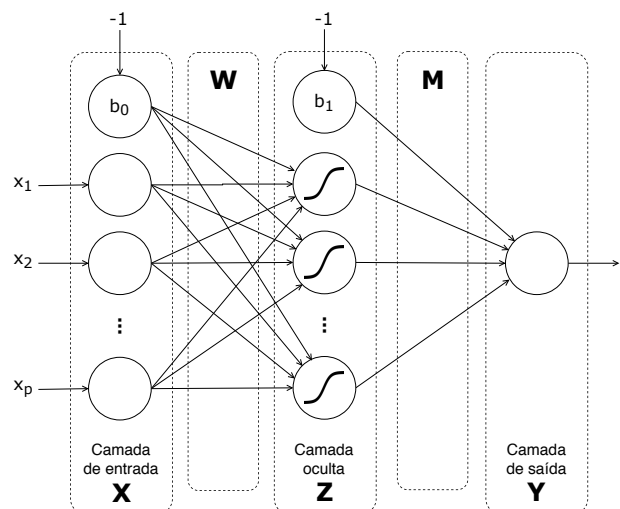 -1
-1
W
M
b0
b1
x1
x2
...
...
xp
Camada
de entrada
X
Camada
oculta
Z
Camada
de saída
Y